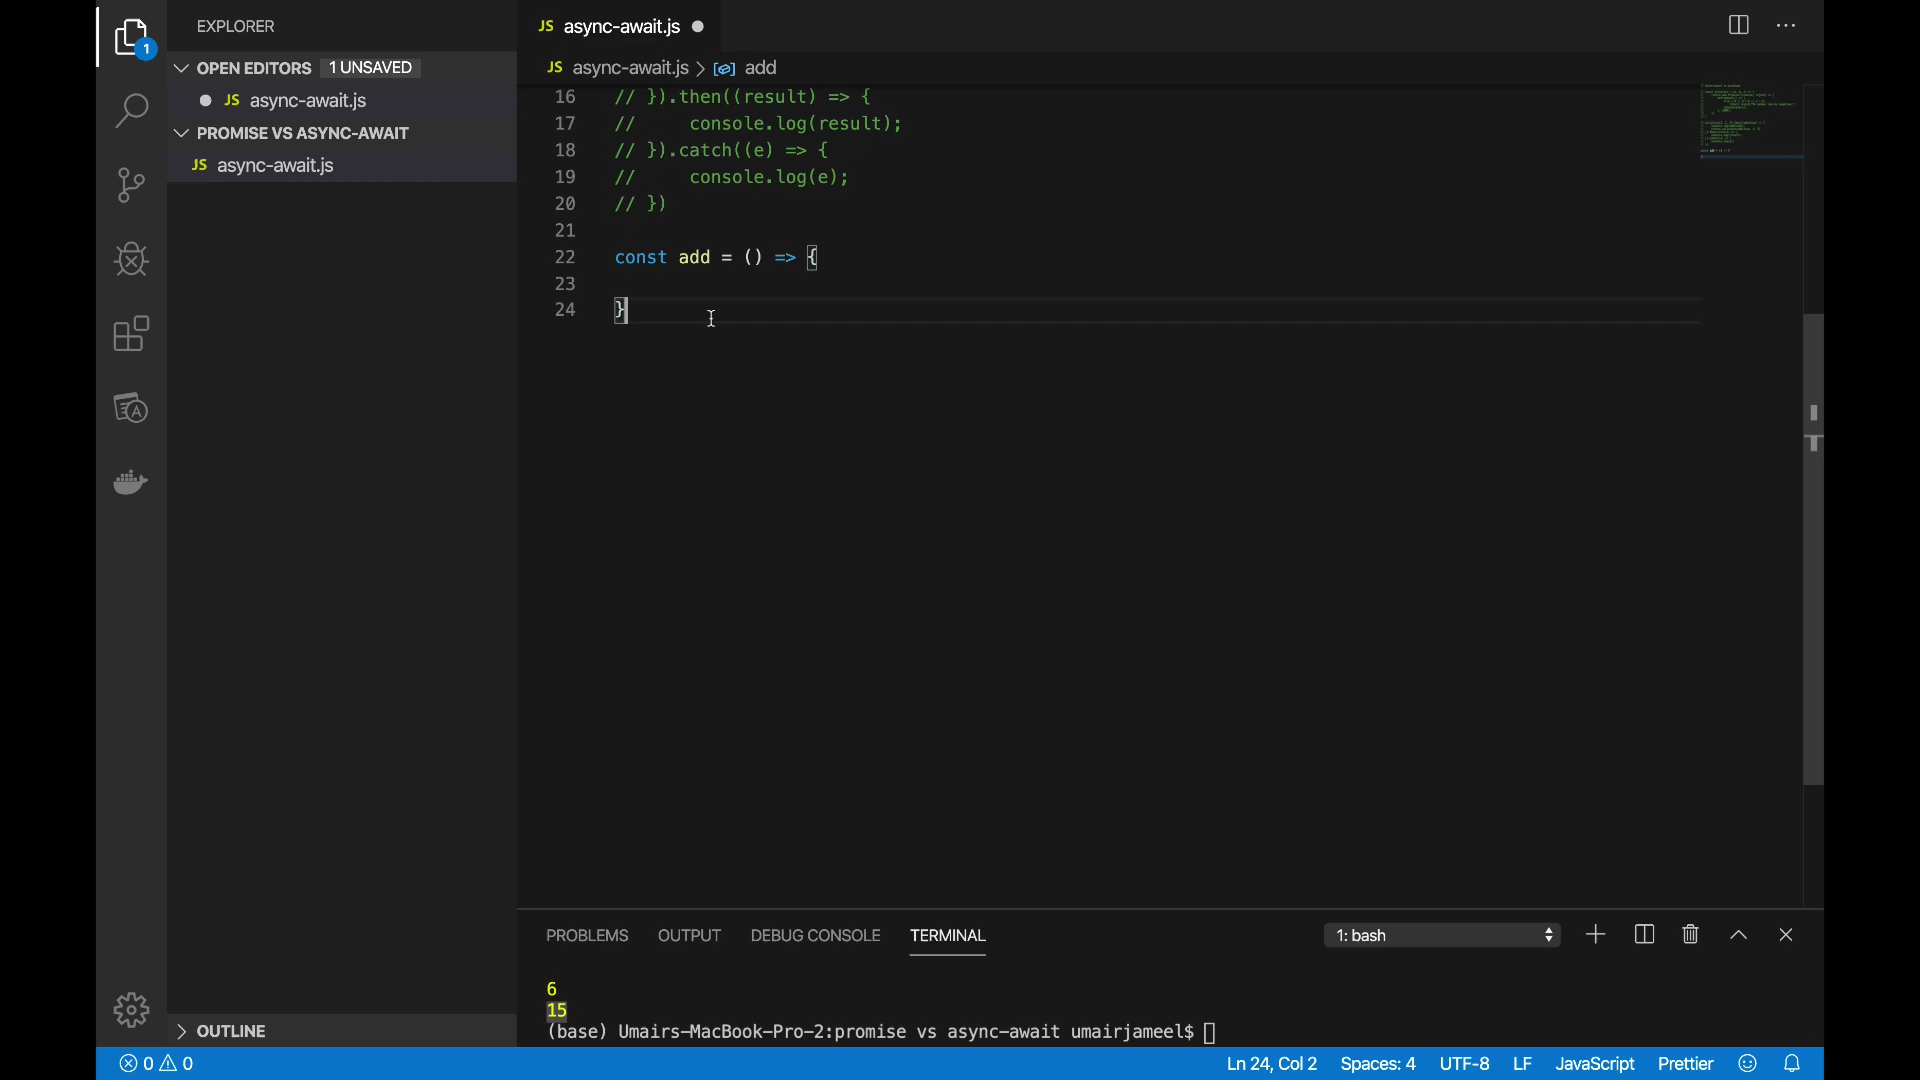 EXPLORER
OPEN EDITORS 1 UNSAVED
JS async-await.js
PROMISE VS ASYNC-AWAIT
JS async-await.js
OUTLINE
1
JS async-await.js
JS async-await.js > add
16 // }).then((result) => {
17 //     console.log(result);
18 // }).catch((e) => {
19 //     console.log(e);
20 // })
21
22 const add = () => {
23
24 }
PROBLEMS OUTPUT DEBUG CONSOLE TERMINAL 1: bash
6
15
(base) Umairs-MacBook-Pro-2:promise vs async-await umairjameel$
0 0 Ln 24, Col 2 Spaces: 4 UTF-8 LF JavaScript Prettier